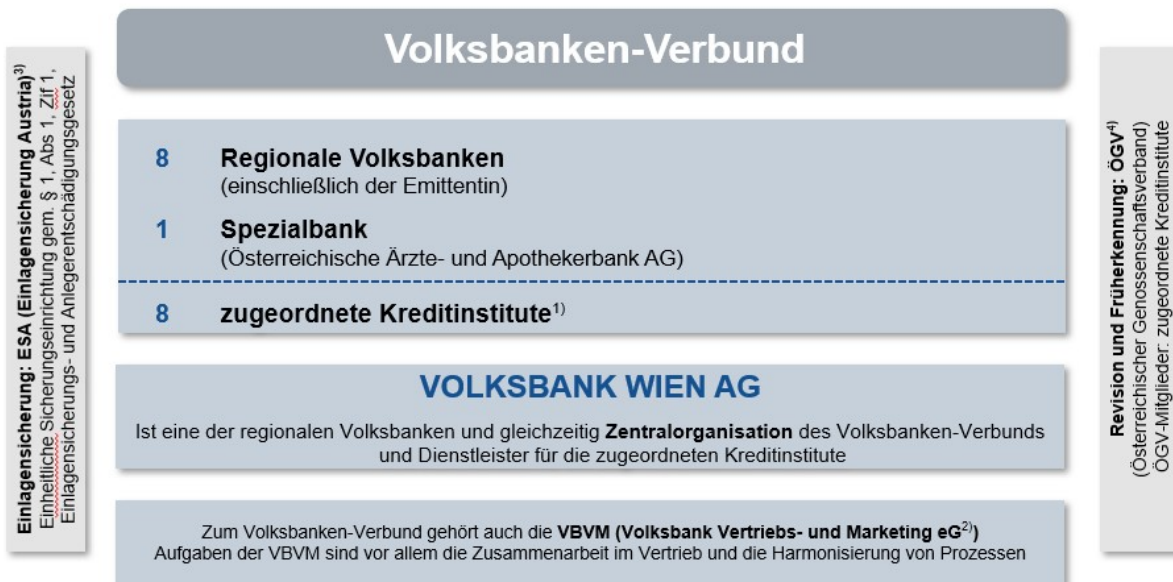 Einlagensicherung: ESA (Einlagensicherung Austria)3)
Einheitliche Sicherungseinrichtung gem. § 1, Abs 1, Zif 1,
Einlagensicherungs- und Anlegerentschädigungsgesetz
Volksbanken-Verbund
8 Regionale Volksbanken
(einschließlich der Emittentin)
1 Spezialbank
(Österreichische Ärzte- und Apothekerbank AG)
8 zugeordnete Kreditinstitute1)
VOLKSBANK WIEN AG
Ist eine der regionalen Volksbanken und gleichzeitig Zentralorganisation des Volksbanken-Verbunds
und Dienstleister für die zugeordneten Kreditinstitute
Zum Volksbanken-Verbund gehört auch die VBVM (Volksbank Vertriebs- und Marketing eG2))
Aufgaben der VBVM sind vor allem die Zusammenarbeit im Vertrieb und die Harmonisierung von Prozessen
Revision und Früherkennung: ÖGV4)
(Österreichischer Genossenschaftsverband)
ÖGV-Mitglieder: zugeordnete Kreditinstitute